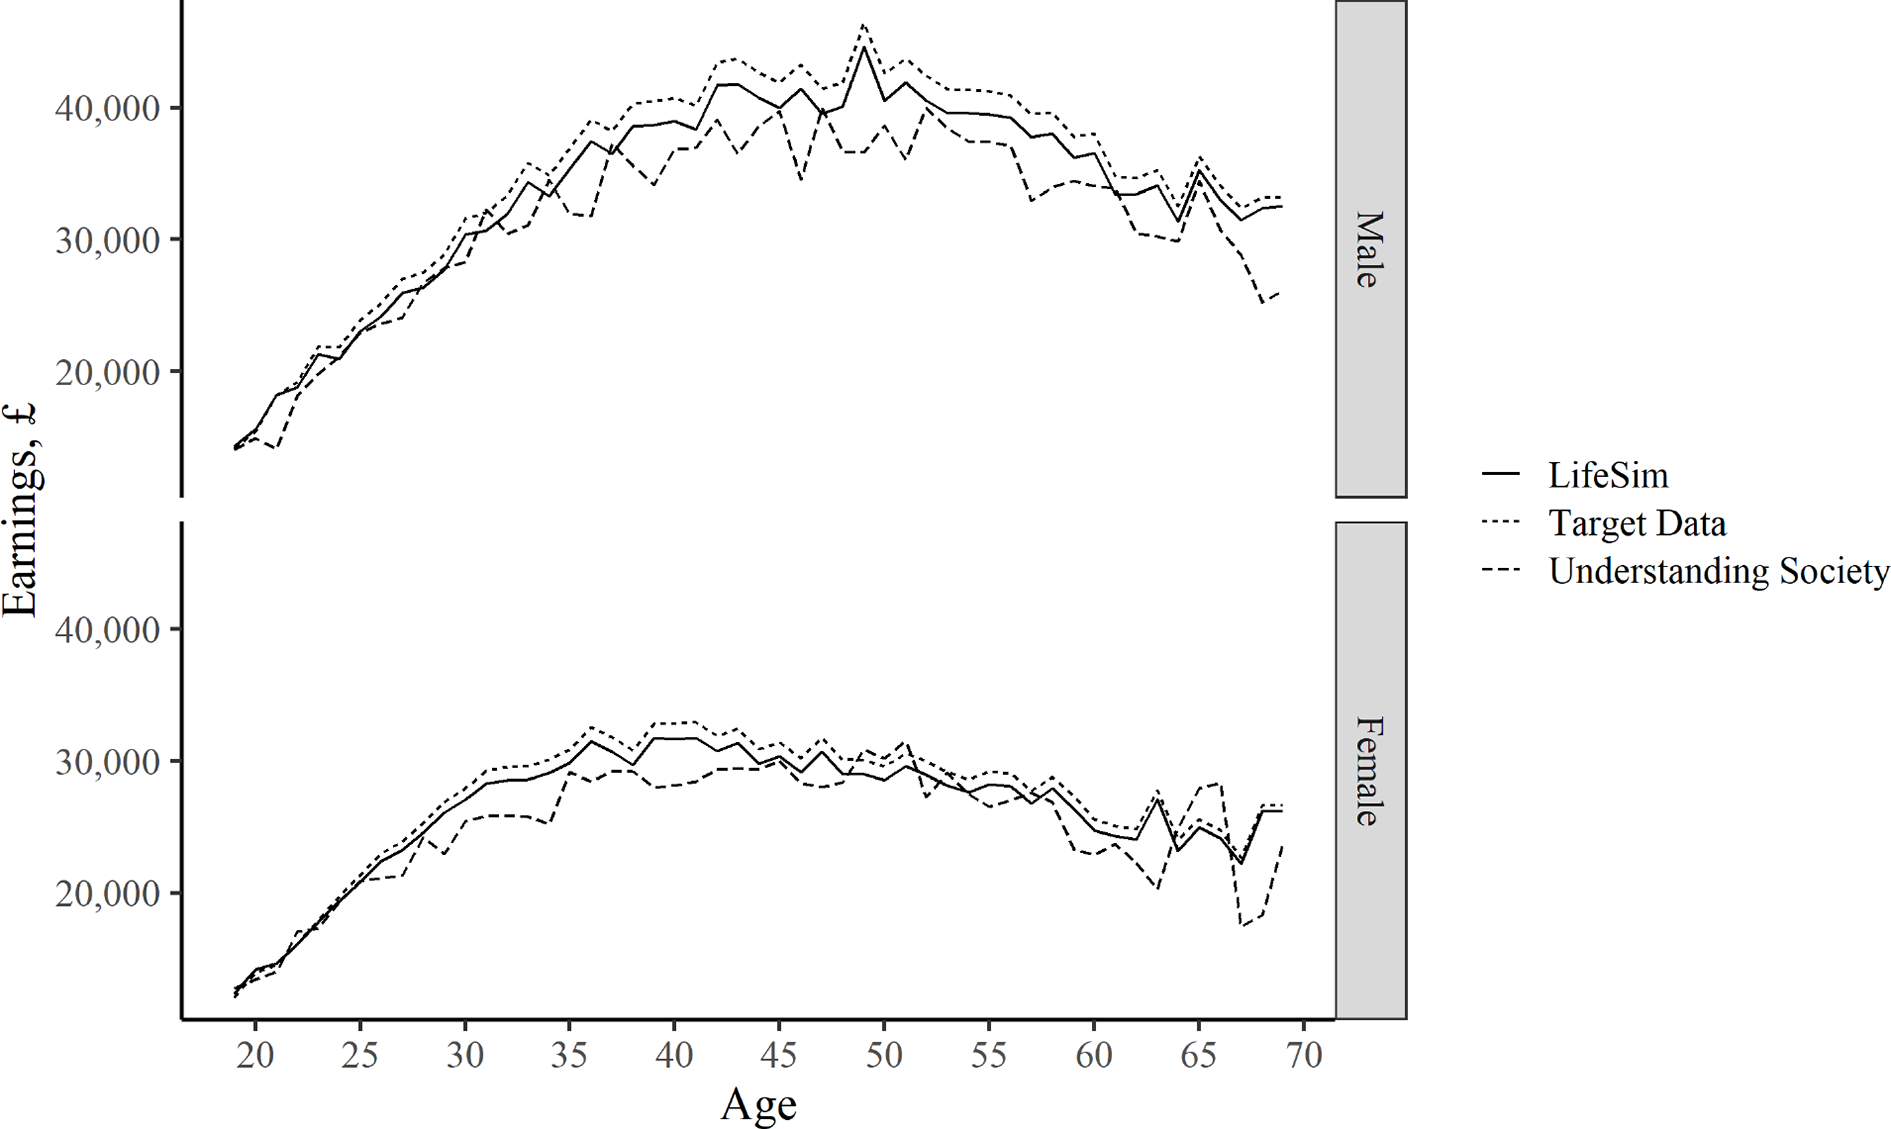 Earnings, £
40,000
30,000
20,000
Male
40,000
30,000
20,000
Female
20 25 30 35 40 45 50 55 60 65 70
Age
LifeSim
Target Data
Understanding Society